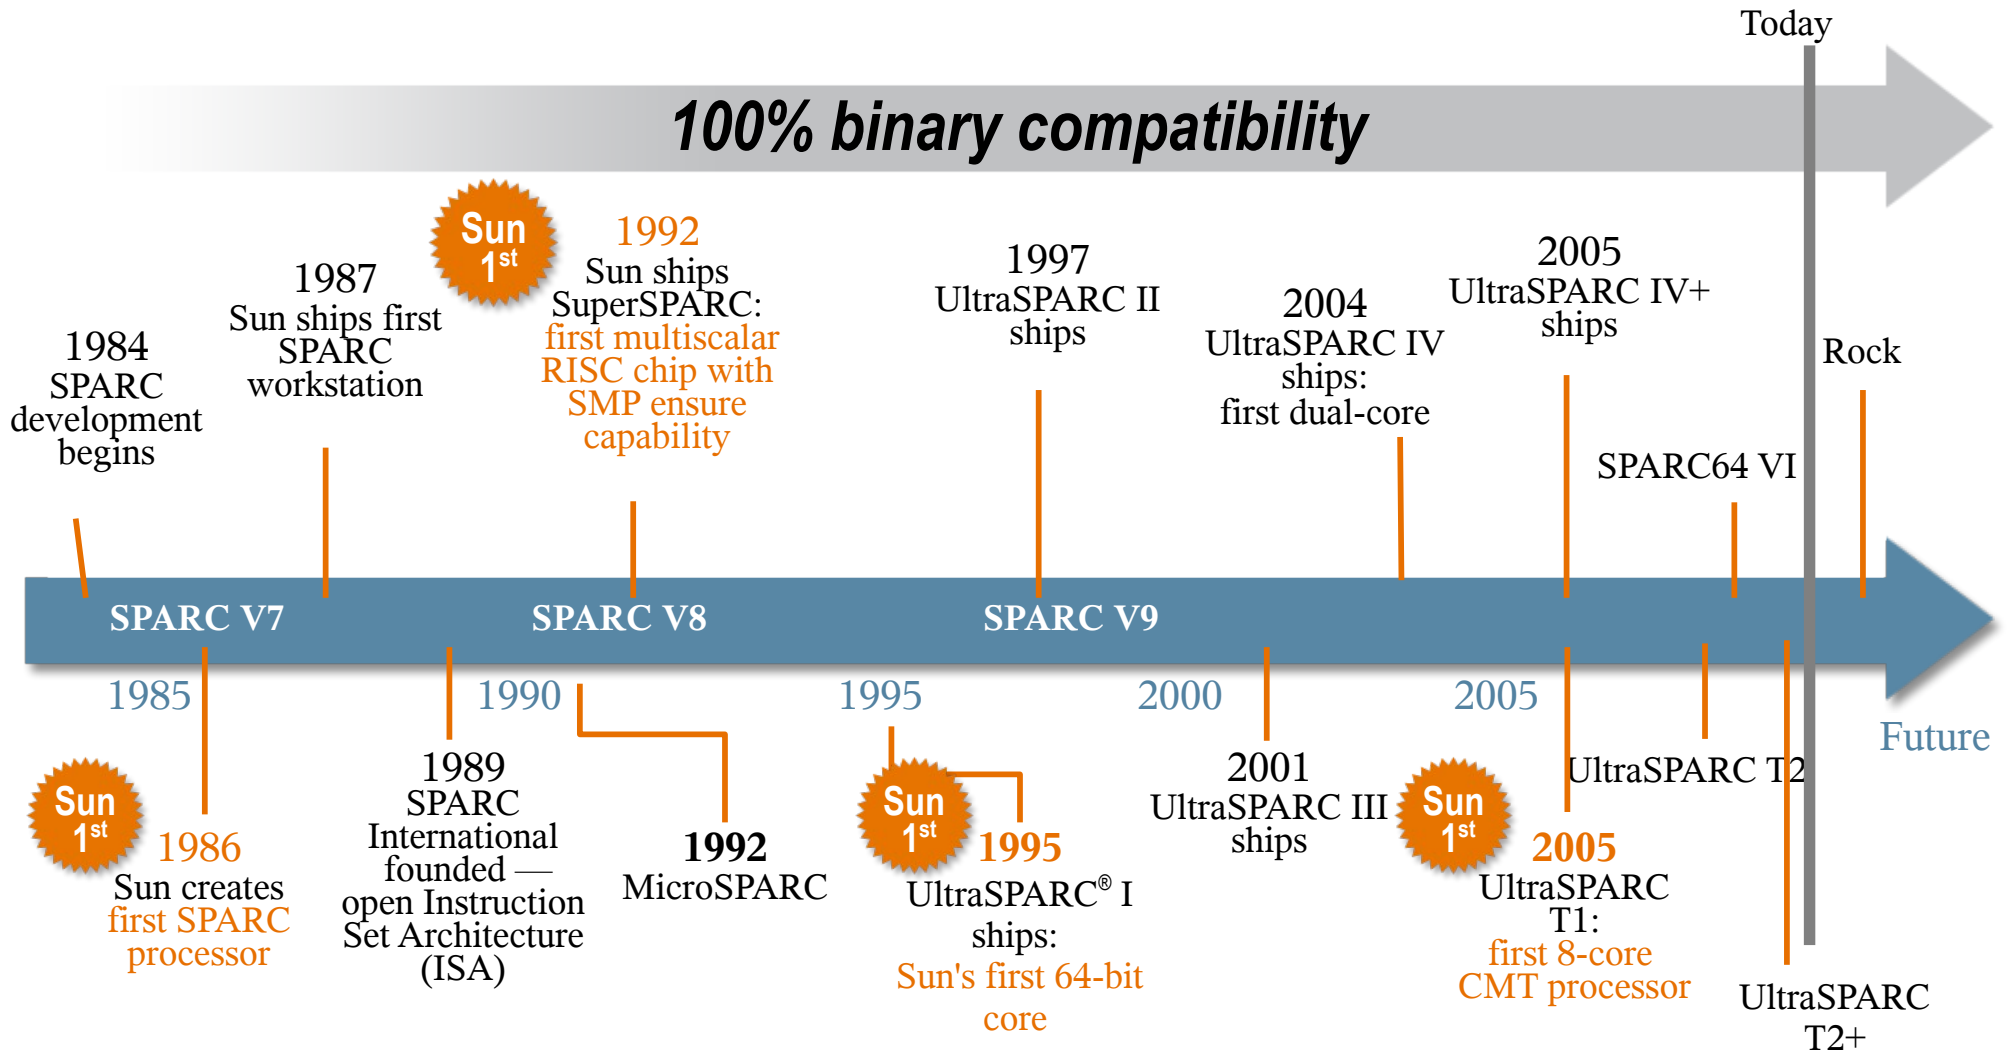 Today
100% binary compatibility
Sun
1st
1984
SPARC
development
begins
1987
Sun ships first
SPARC
workstation
1992
Sun ships
SuperSPARC:
first multiscalar
RISC chip with
SMP ensure
capability
1997
UltraSPARC II
ships
2004
UltraSPARC IV
ships:
first dual-core
2005
UltraSPARC IV+
ships
SPARC64 VI
Rock
SPARC V7
SPARC V8
SPARC V9
1985
1990
1995
2000
2005
Future
Sun
1st
1986
Sun creates
first SPARC
processor
1989
SPARC
International
founded —
open Instruction
Set Architecture
(ISA)
1992
MicroSPARC
Sun
1st
1995
UltraSPARC® I
ships:
Sun's first 64-bit
core
2001
UltraSPARC III
ships
Sun
1st
2005
UltraSPARC
T1:
first 8-core
CMT processor
UltraSPARC T2
UltraSPARC
T2+